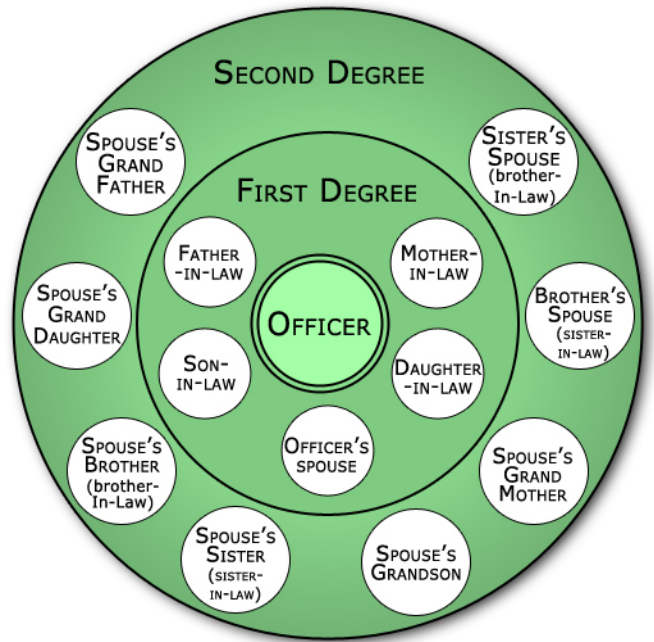 SECOND DEGREE
SPOUSE'S
GRAND
FATHER
SISTER'S
SPOUSE
(brother-
In-Law)
FIRST DEGREE
FATHER
-IN-LAW
MOTHER-
IN-LAW
SPOUSE'S
GRAND
DAUGHTER
OFFICER
BROTHER'S
SPOUSE
(SISTER-
IN-LAW)
SON-
IN-LAW
DAUGHTER
-IN-LAW
SPOUSE'S
BROTHER
(brother-
In-Law)
OFFICER'S
SPOUSE
SPOUSE'S
GRAND
MOTHER
SPOUSE'S
SISTER
(SISTER-
IN-LAW)
SPOUSE'S
GRANDSON